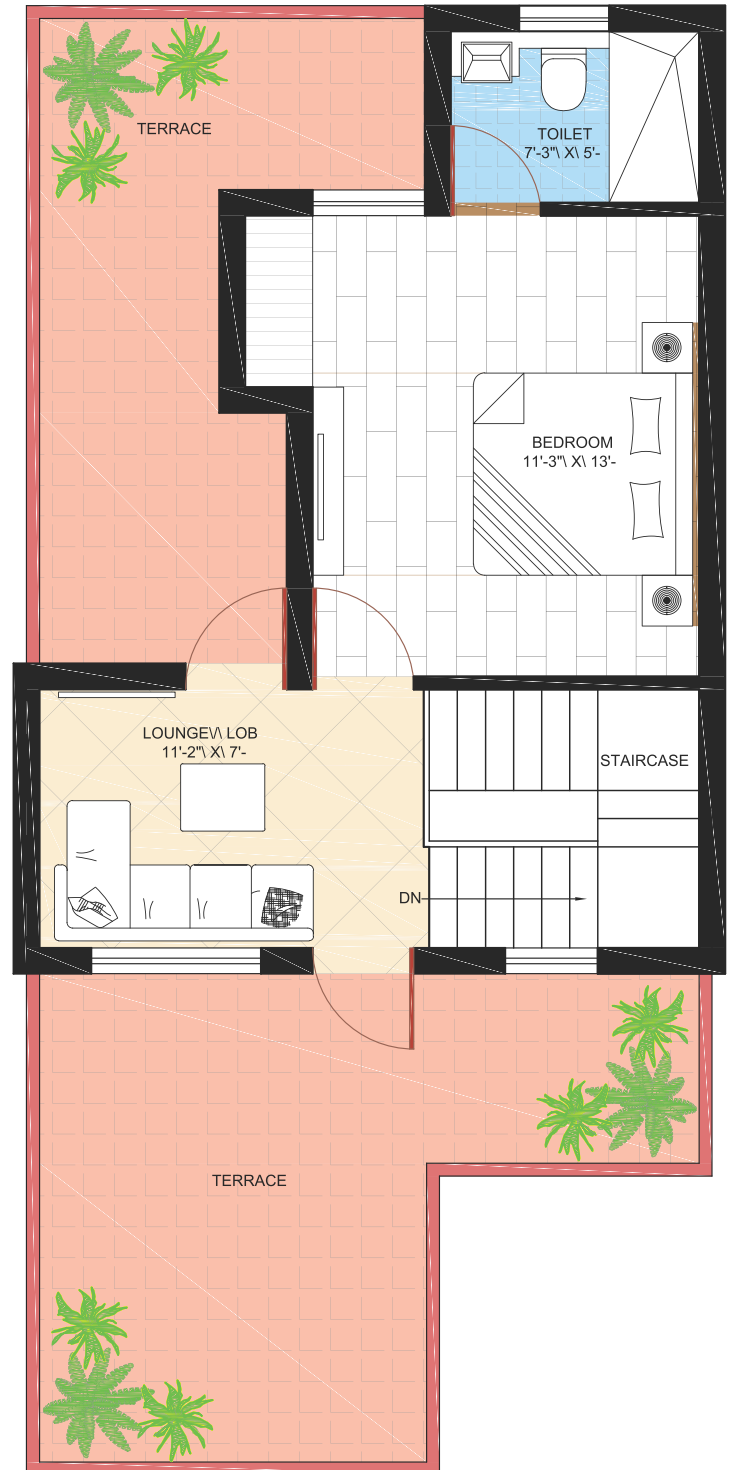 TERRACE
TOILET
7'-3"\ X\ 5'-
BEDROOM
11'-3"\ X\ 13'-
LOUNGE\/\ LOB
11'-2"\ X\ 7'-
STAIRCASE
DN
TERRACE